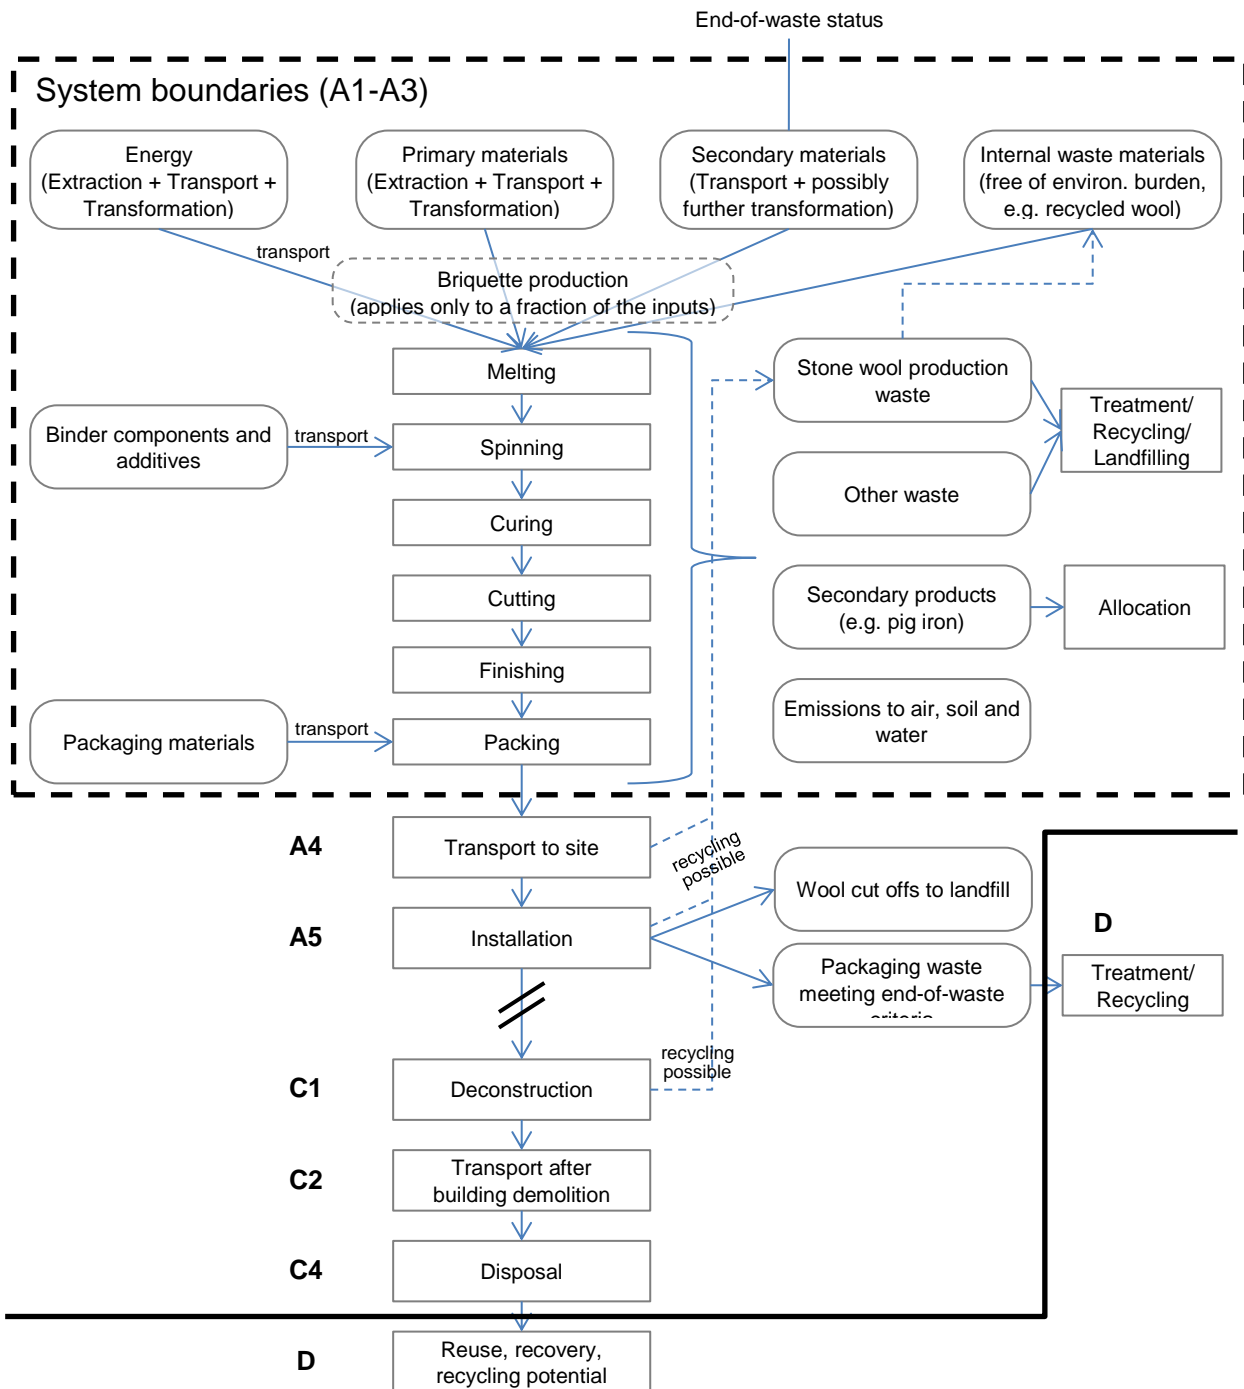 End-of-waste status
System boundaries (A1-A3)
Energy
(Extraction + Transport +
Transformation)
Primary materials
(Extraction + Transport +
Transformation)
Secondary materials
(Transport + possibly
further transformation)
Internal waste materials
(free of environ. burden,
e.g. recycled wool)
transport
Briquette production
(applies only to a fraction of the inputs)
Melting
Stone wool production
waste
Treatment/
Recycling/
Landfilling
Binder components and
additives
transport
Spinning
Other waste
Curing
Cutting
Secondary products
(e.g. pig iron)
Allocation
Finishing
Emissions to air, soil and
water
Packaging materials
transport
Packing
A4
Transport to site
recycling
possible
Wool cut offs to landfill
A5
Installation
D
Packaging waste
meeting end-of-waste
criteria
Treatment/
Recycling
recycling
possible
C1
Deconstruction
C2
Transport after
building demolition
C4
Disposal
D
Reuse, recovery,
recycling potential